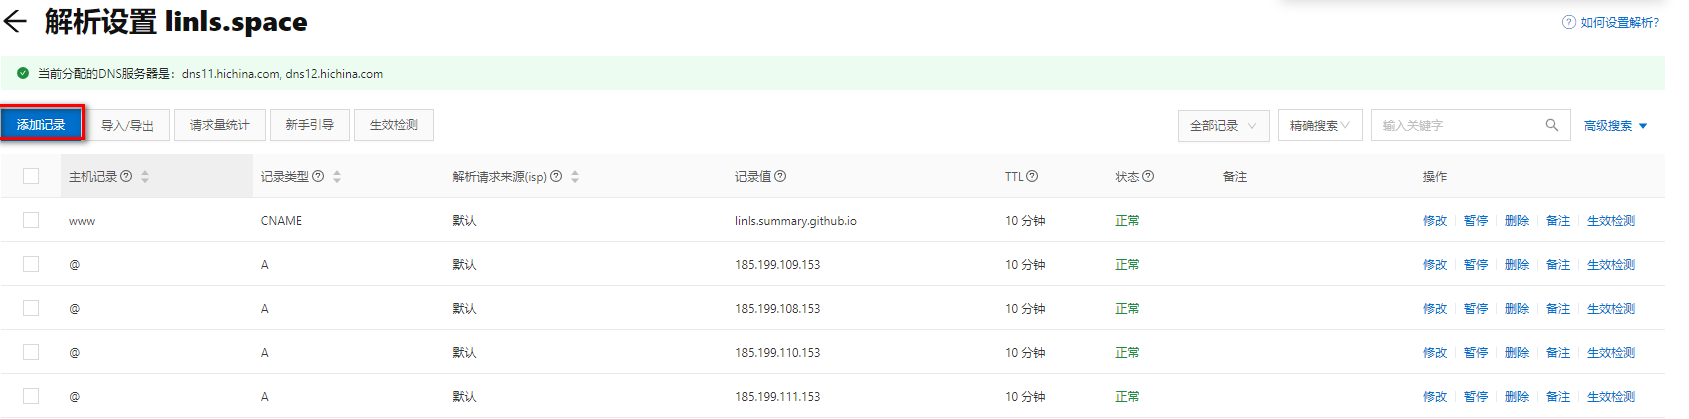 解析设置 linls.space
如何设置解析?
当前分配的DNS服务器是：dns11.hichina.com, dns12.hichina.com
添加记录 导入/导出 请求量统计 新手引导 生效检测 全部记录 精确搜索 输入关键字 高级搜索
主机记录 记录类型 解析请求来源(isp) 记录值 TTL 状态 备注 操作
www CNAME 默认 linls.summary.github.io 10 分钟 正常 修改 暂停 删除 备注 生效检测
@ A 默认 185.199.109.153 10 分钟 正常 修改 暂停 删除 备注 生效检测
@ A 默认 185.199.108.153 10 分钟 正常 修改 暂停 删除 备注 生效检测
@ A 默认 185.199.110.153 10 分钟 正常 修改 暂停 删除 备注 生效检测
@ A 默认 185.199.111.153 10 分钟 正常 修改 暂停 删除 备注 生效检测